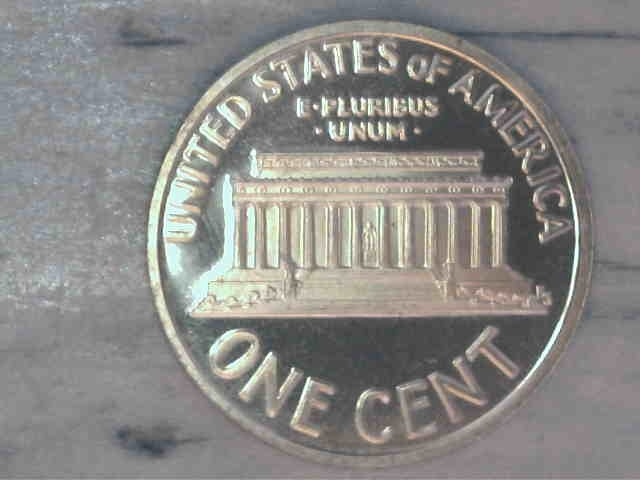 UNITED STATES OF AMERICA
E·PLURIBUS
·UNUM·
ONE CENT